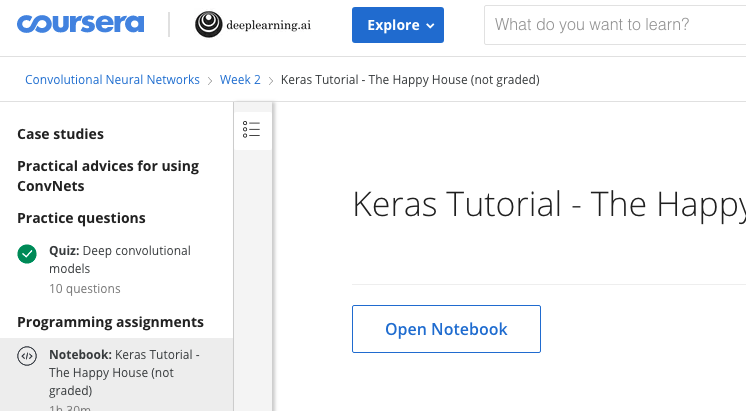 coursera
deeplearning.ai
Explore
What do you want to learn?
Convolutional Neural Networks > Week 2 > Keras Tutorial - The Happy House (not graded)
Case studies
Practical advices for using
ConvNets
Practice questions
Quiz: Deep convolutional
models
10 questions
Programming assignments
Notebook: Keras Tutorial -
The Happy House (not
graded)
1h 30m
Keras Tutorial - The Happy
Open Notebook